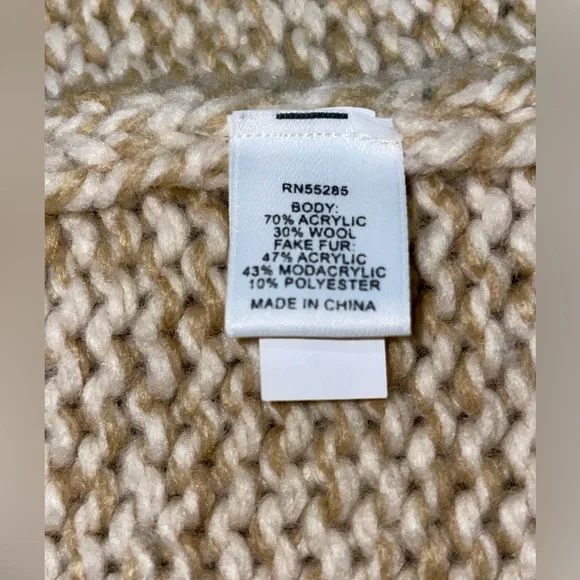 RN55285
BODY:
70% ACRYLIC
30% WOOL
FAKE FUR:
47% ACRYLIC
43% MODACRYLIC
10% POLYESTER
MADE IN CHINA